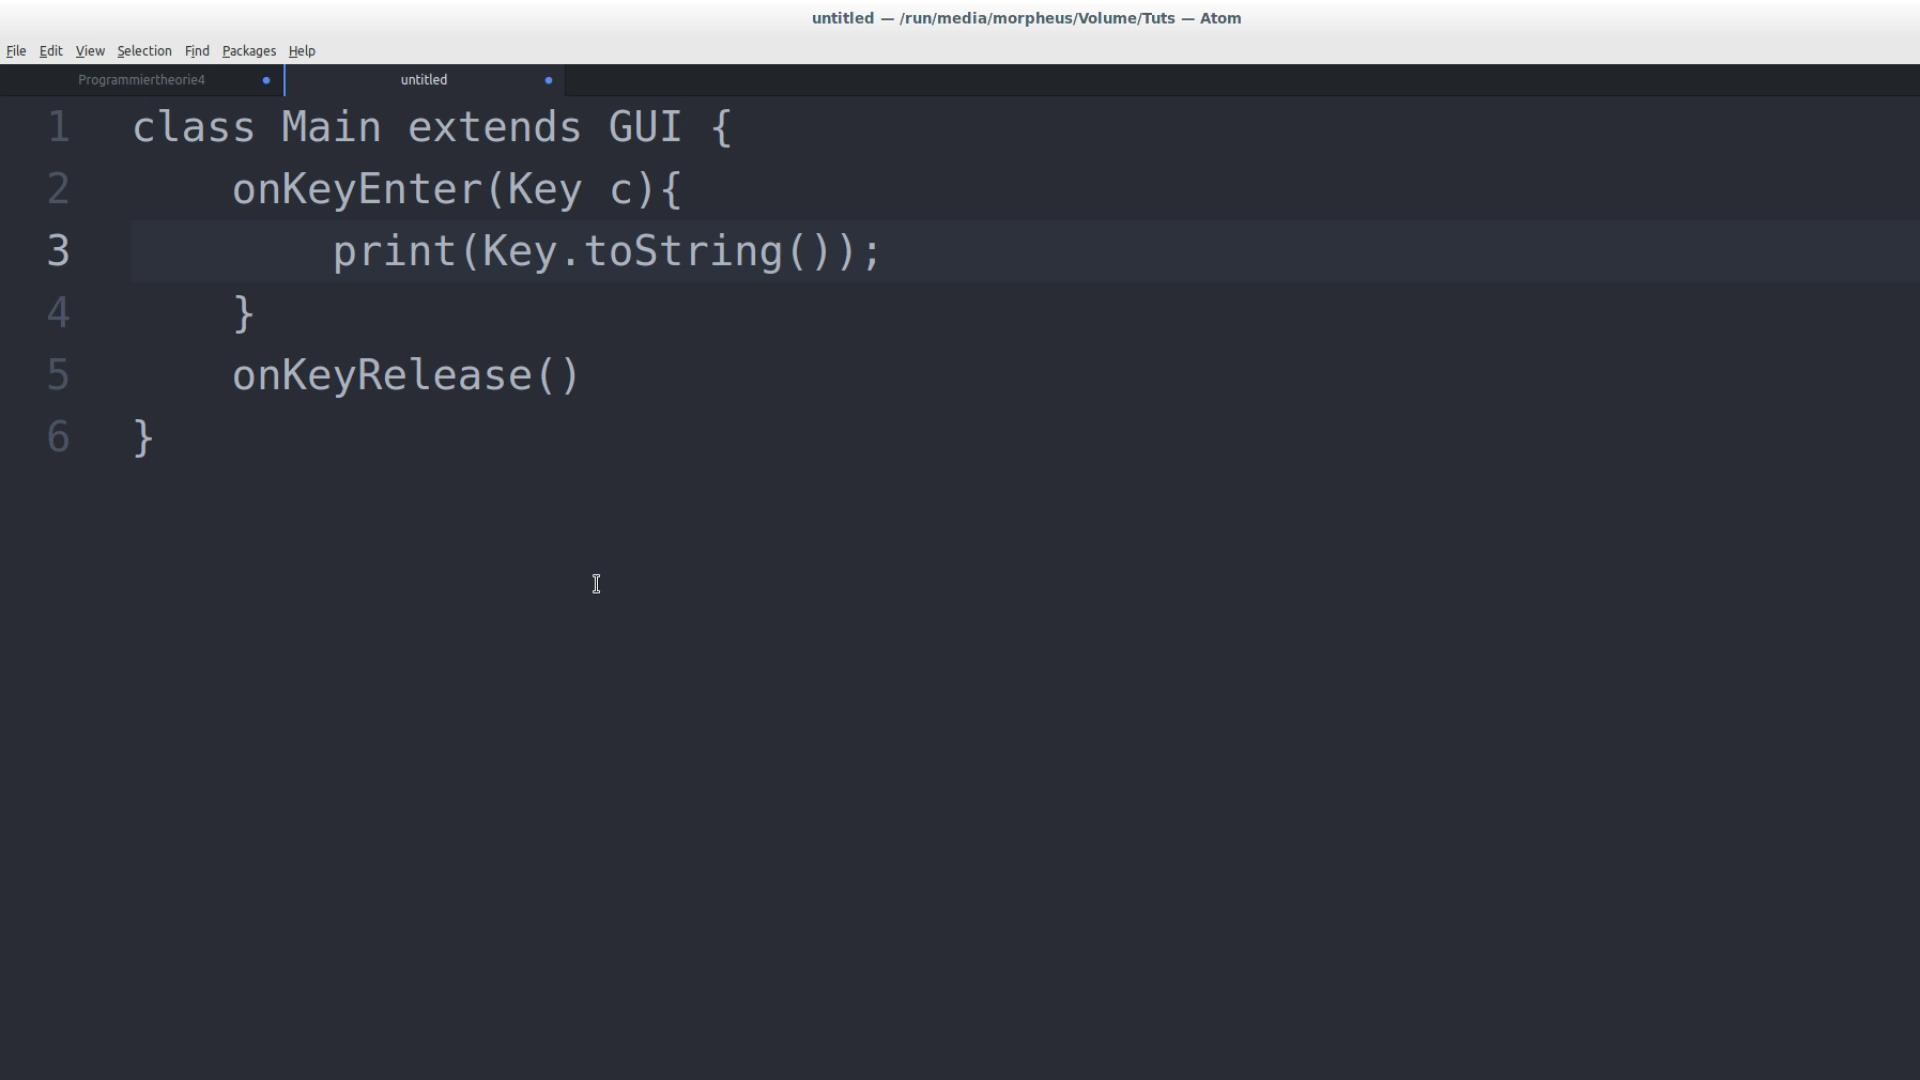 untitled — /run/media/morpheus/Volume/Tuts — Atom
File Edit View Selection Find Packages Help
Programmiertheorie4 untitled
1 class Main extends GUI {
2     onKeyEnter(Key c){
3         print(Key.toString());
4     }
5     onKeyRelease()
6 }